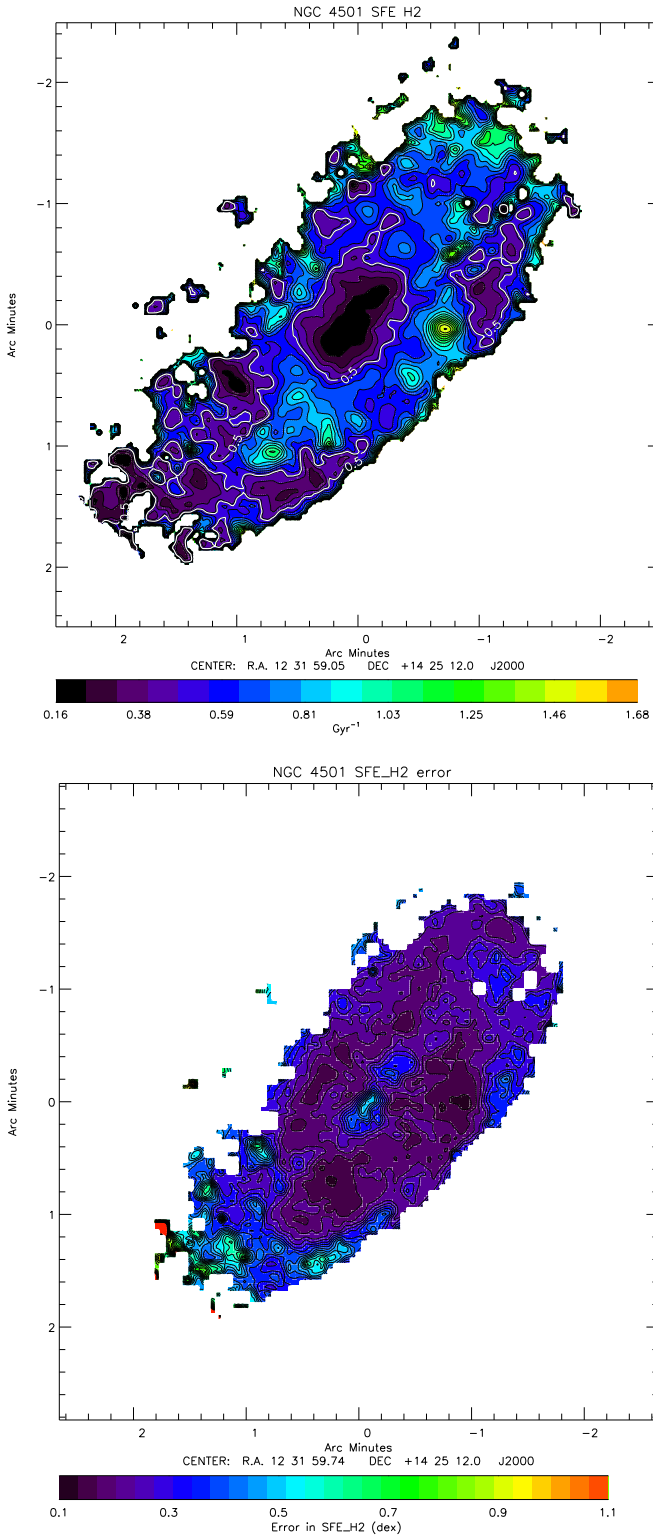 NGC 4501 SFE H2
−2
−1
0
1
2
Arc Minutes
0.5
0.5
0.5
0.5
2 1 0 −1 −2
Arc Minutes
CENTER: R.A. 12 31 59.05 DEC +14 25 12.0 J2000
0.16 0.38 0.59 0.81 1.03 1.25 1.46 1.68
Gyr⁻¹
NGC 4501 SFE_H2 error
−2
−1
0
1
2
Arc Minutes
2 1 0 −1 −2
Arc Minutes
CENTER: R.A. 12 31 59.74 DEC +14 25 12.0 J2000
0.1 0.3 0.5 0.7 0.9 1.1
Error in SFE_H2 (dex)